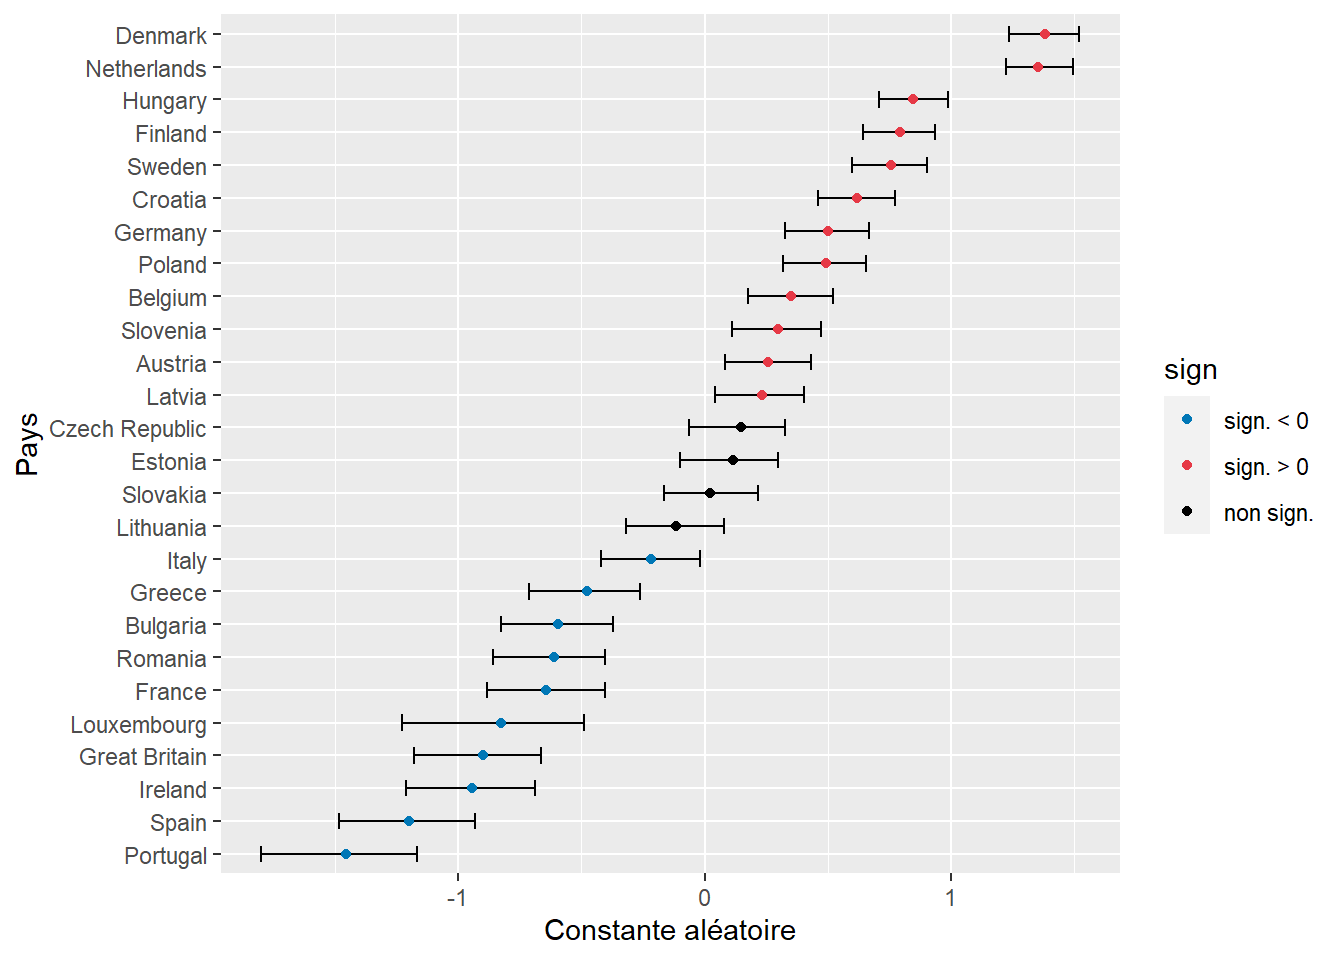 Denmark
Netherlands
Hungary
Finland
Sweden
Croatia
Germany
Poland
Belgium
Slovenia
Austria
Latvia
Czech Republic
Estonia
Slovakia
Lithuania
Italy
Greece
Bulgaria
Romania
France
Louxembourg
Great Britain
Ireland
Spain
Portugal
Pays
-1
0
1
Constante aléatoire
sign
sign. < 0
sign. > 0
non sign.